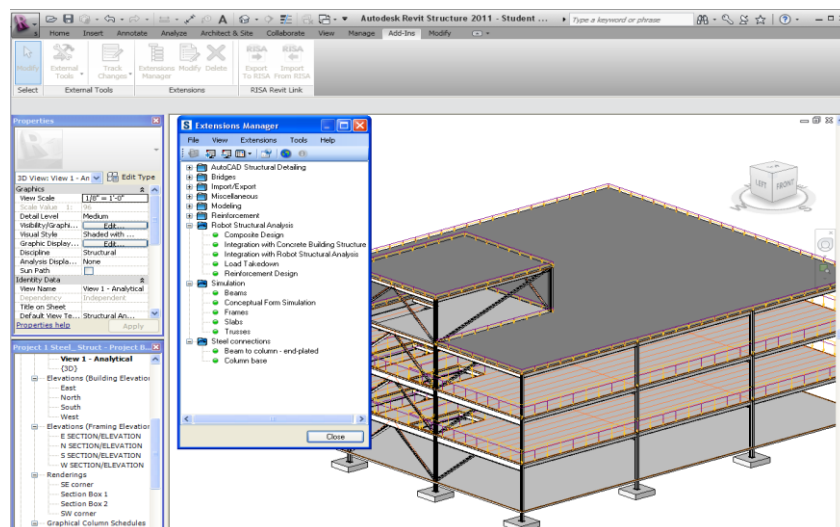 Autodesk Revit Structure 2011 - Student ...
Type a keyword or phrase
Home Insert Annotate Analyze Architect & Site Collaborate View Manage Add-Ins Modify
Modify
External Tools
Track Changes
Extensions Manager
Modify
Delete
Export To RISA
Import From RISA
Select
External Tools
Extensions
RISA Revit Link
Properties
3D View: View 1 - An
Edit Type
Graphics
View Scale 1/8" = 1'-0"
Scale Value 1: 96
Detail Level Medium
Visibility/Graphi... Edit...
Visual Style Shaded with ...
Graphic Display... Edit...
Discipline Structural
Analysis Displa... None
Sun Path
Identity Data
View Name View 1 - Analytical
Dependency Independent
Title on Sheet
Default View Te... Structural An...
Properties help
Apply
Project 1 Steel_Struct - Project B...
View 1 - Analytical
{3D}
Elevations (Building Elevation
East
North
South
West
Elevations (Framing Elevation
E SECTION/ELEVATION
N SECTION/ELEVATION
S SECTION/ELEVATION
W SECTION/ELEVATION
Renderings
SE corner
Section Box 1
Section Box 2
SW corner
Graphical Column Schedules
Extensions Manager
File View Extensions Tools Help
AutoCAD Structural Detailing
Bridges
Import/Export
Miscellaneous
Modeling
Reinforcement
Robot Structural Analysis
Composite Design
Integration with Concrete Building Structure
Integration with Robot Structural Analysis
Load Takedown
Reinforcement Design
Simulation
Beams
Conceptual Form Simulation
Frames
Slabs
Trusses
Steel connections
Beam to column - end-plated
Column base
Close
LEFT
FRONT